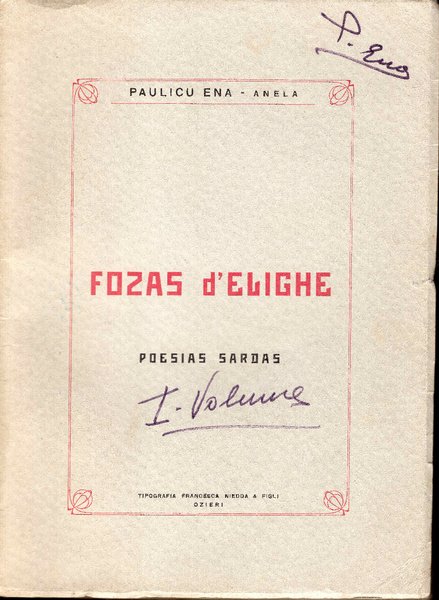 P. Ena
PAULICU ENA - ANELA
FOZAS d'ELIGHE
POESIAS SARDAS
I - Volume
TIPOGRAFIA FRANCESCA NIEDDA & FIGLI
OZIERI